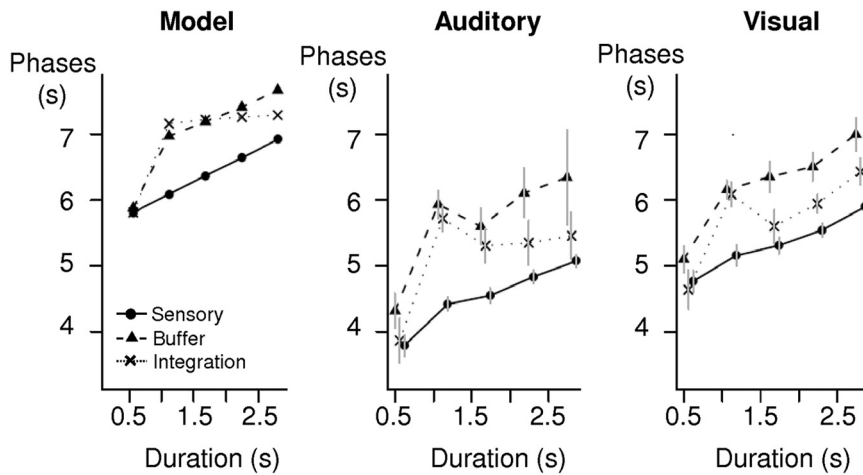 Model
Phases
(s)
7
6
5
4
Sensory
Buffer
Integration
0.5
1.5
2.5
Duration (s)
Auditory
Phases
(s)
7
6
5
4
0.5
1.5
2.5
Duration (s)
Visual
Phases
(s)
7
6
5
4
0.5
1.5
2.5
Duration (s)